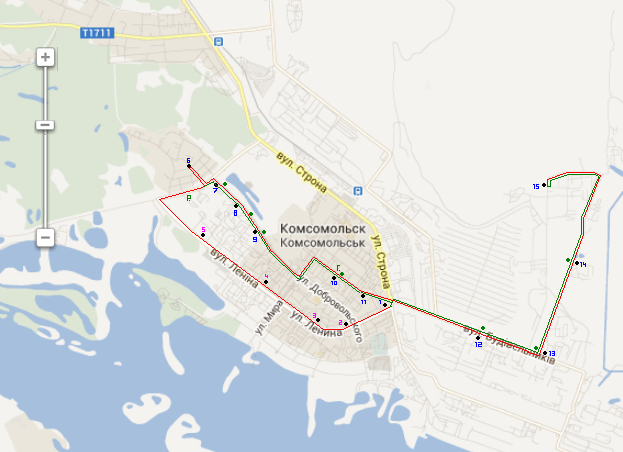 T1711
+
вул. Строна
6
15
7
Р
8
5
9
Комсомольск
Комсомольськ
ул. Строна
14
вул. Леніна
4
Г
10
ул. Добровольского
11
1
ул. Мира
3
ул. Ленина
2
вул. Будівельників
12
13
−